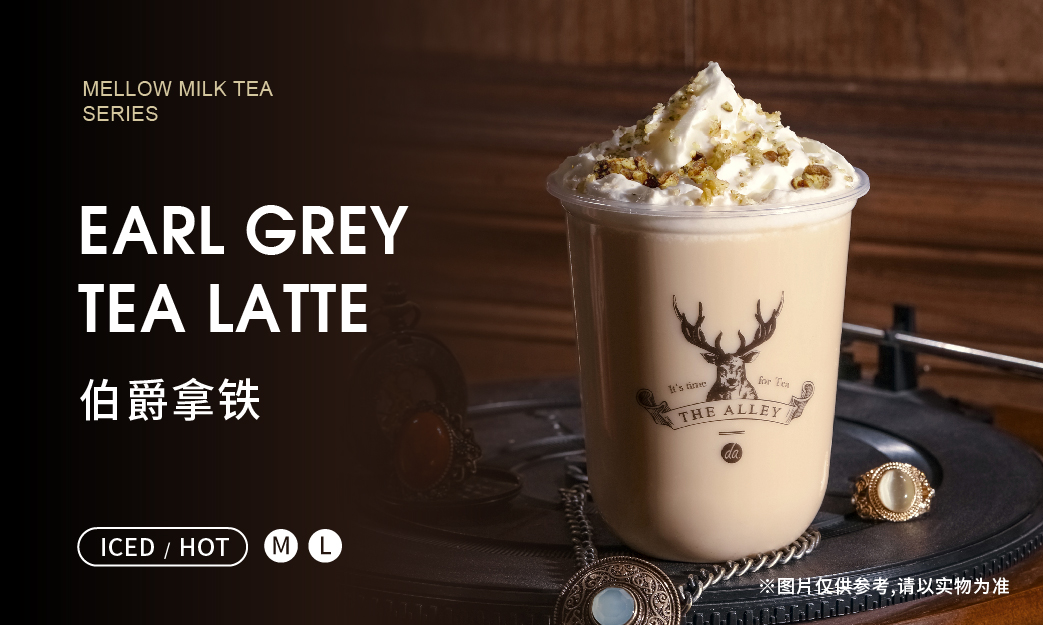 MELLOW MILK TEA
SERIES
EARL GREY
TEA LATTE
伯爵拿铁
ICED / HOT M L
It's time for Tea
THE ALLEY
da
※图片仅供参考,请以实物为准